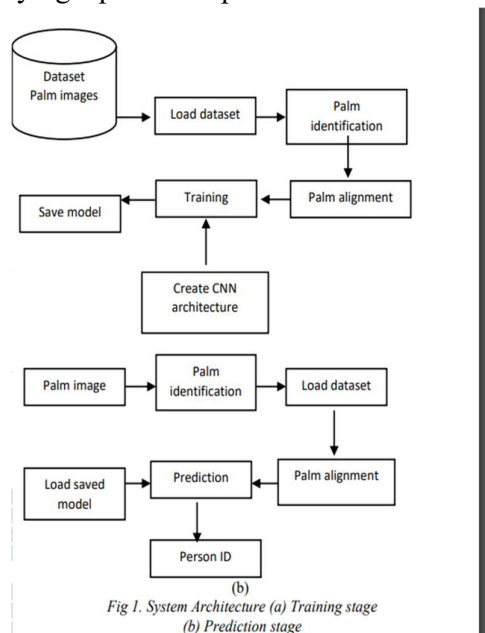 Dataset
Palm images
Load dataset
Palm
identification
Save model
Training
Palm alignment
Create CNN
architecture
Palm image
Palm
identification
Load dataset
Load saved
model
Prediction
Palm alignment
Person ID
(b)
Fig 1. System Architecture (a) Training stage
(b) Prediction stage